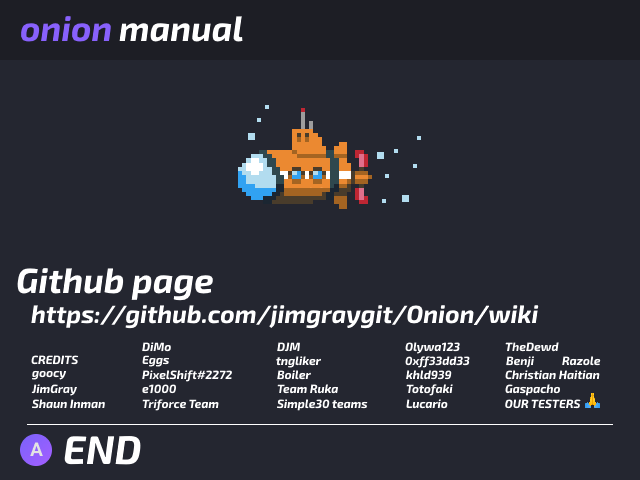 onion manual
Github page
https://github.com/jimgraygit/Onion/wiki
DiMo DJM Olywa123 TheDewd
CREDITS Eggs tngliker 0xff33dd33 Benji Razole
goocy PixelShift#2272 Boiler khld939 Christian Haitian
JimGray e1000 Team Ruka Totofaki Gaspacho
Shaun Inman Triforce Team Simple30 teams Lucario OUR TESTERS 🙏
A END